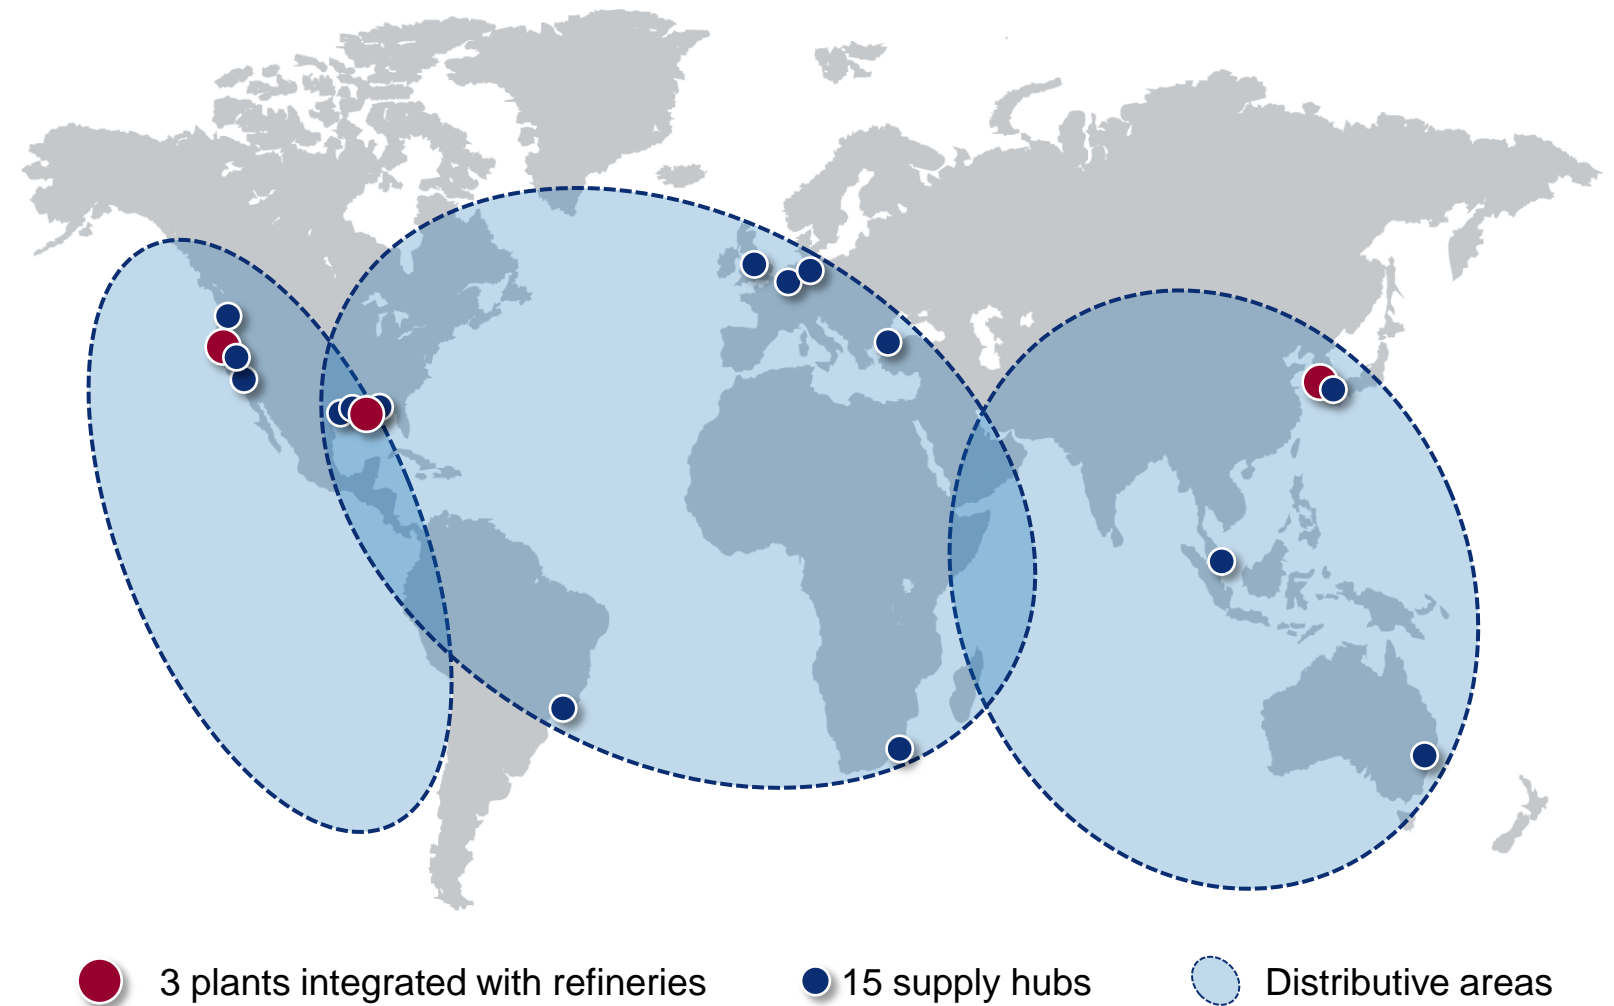 3 plants integrated with refineries
15 supply hubs
Distributive areas